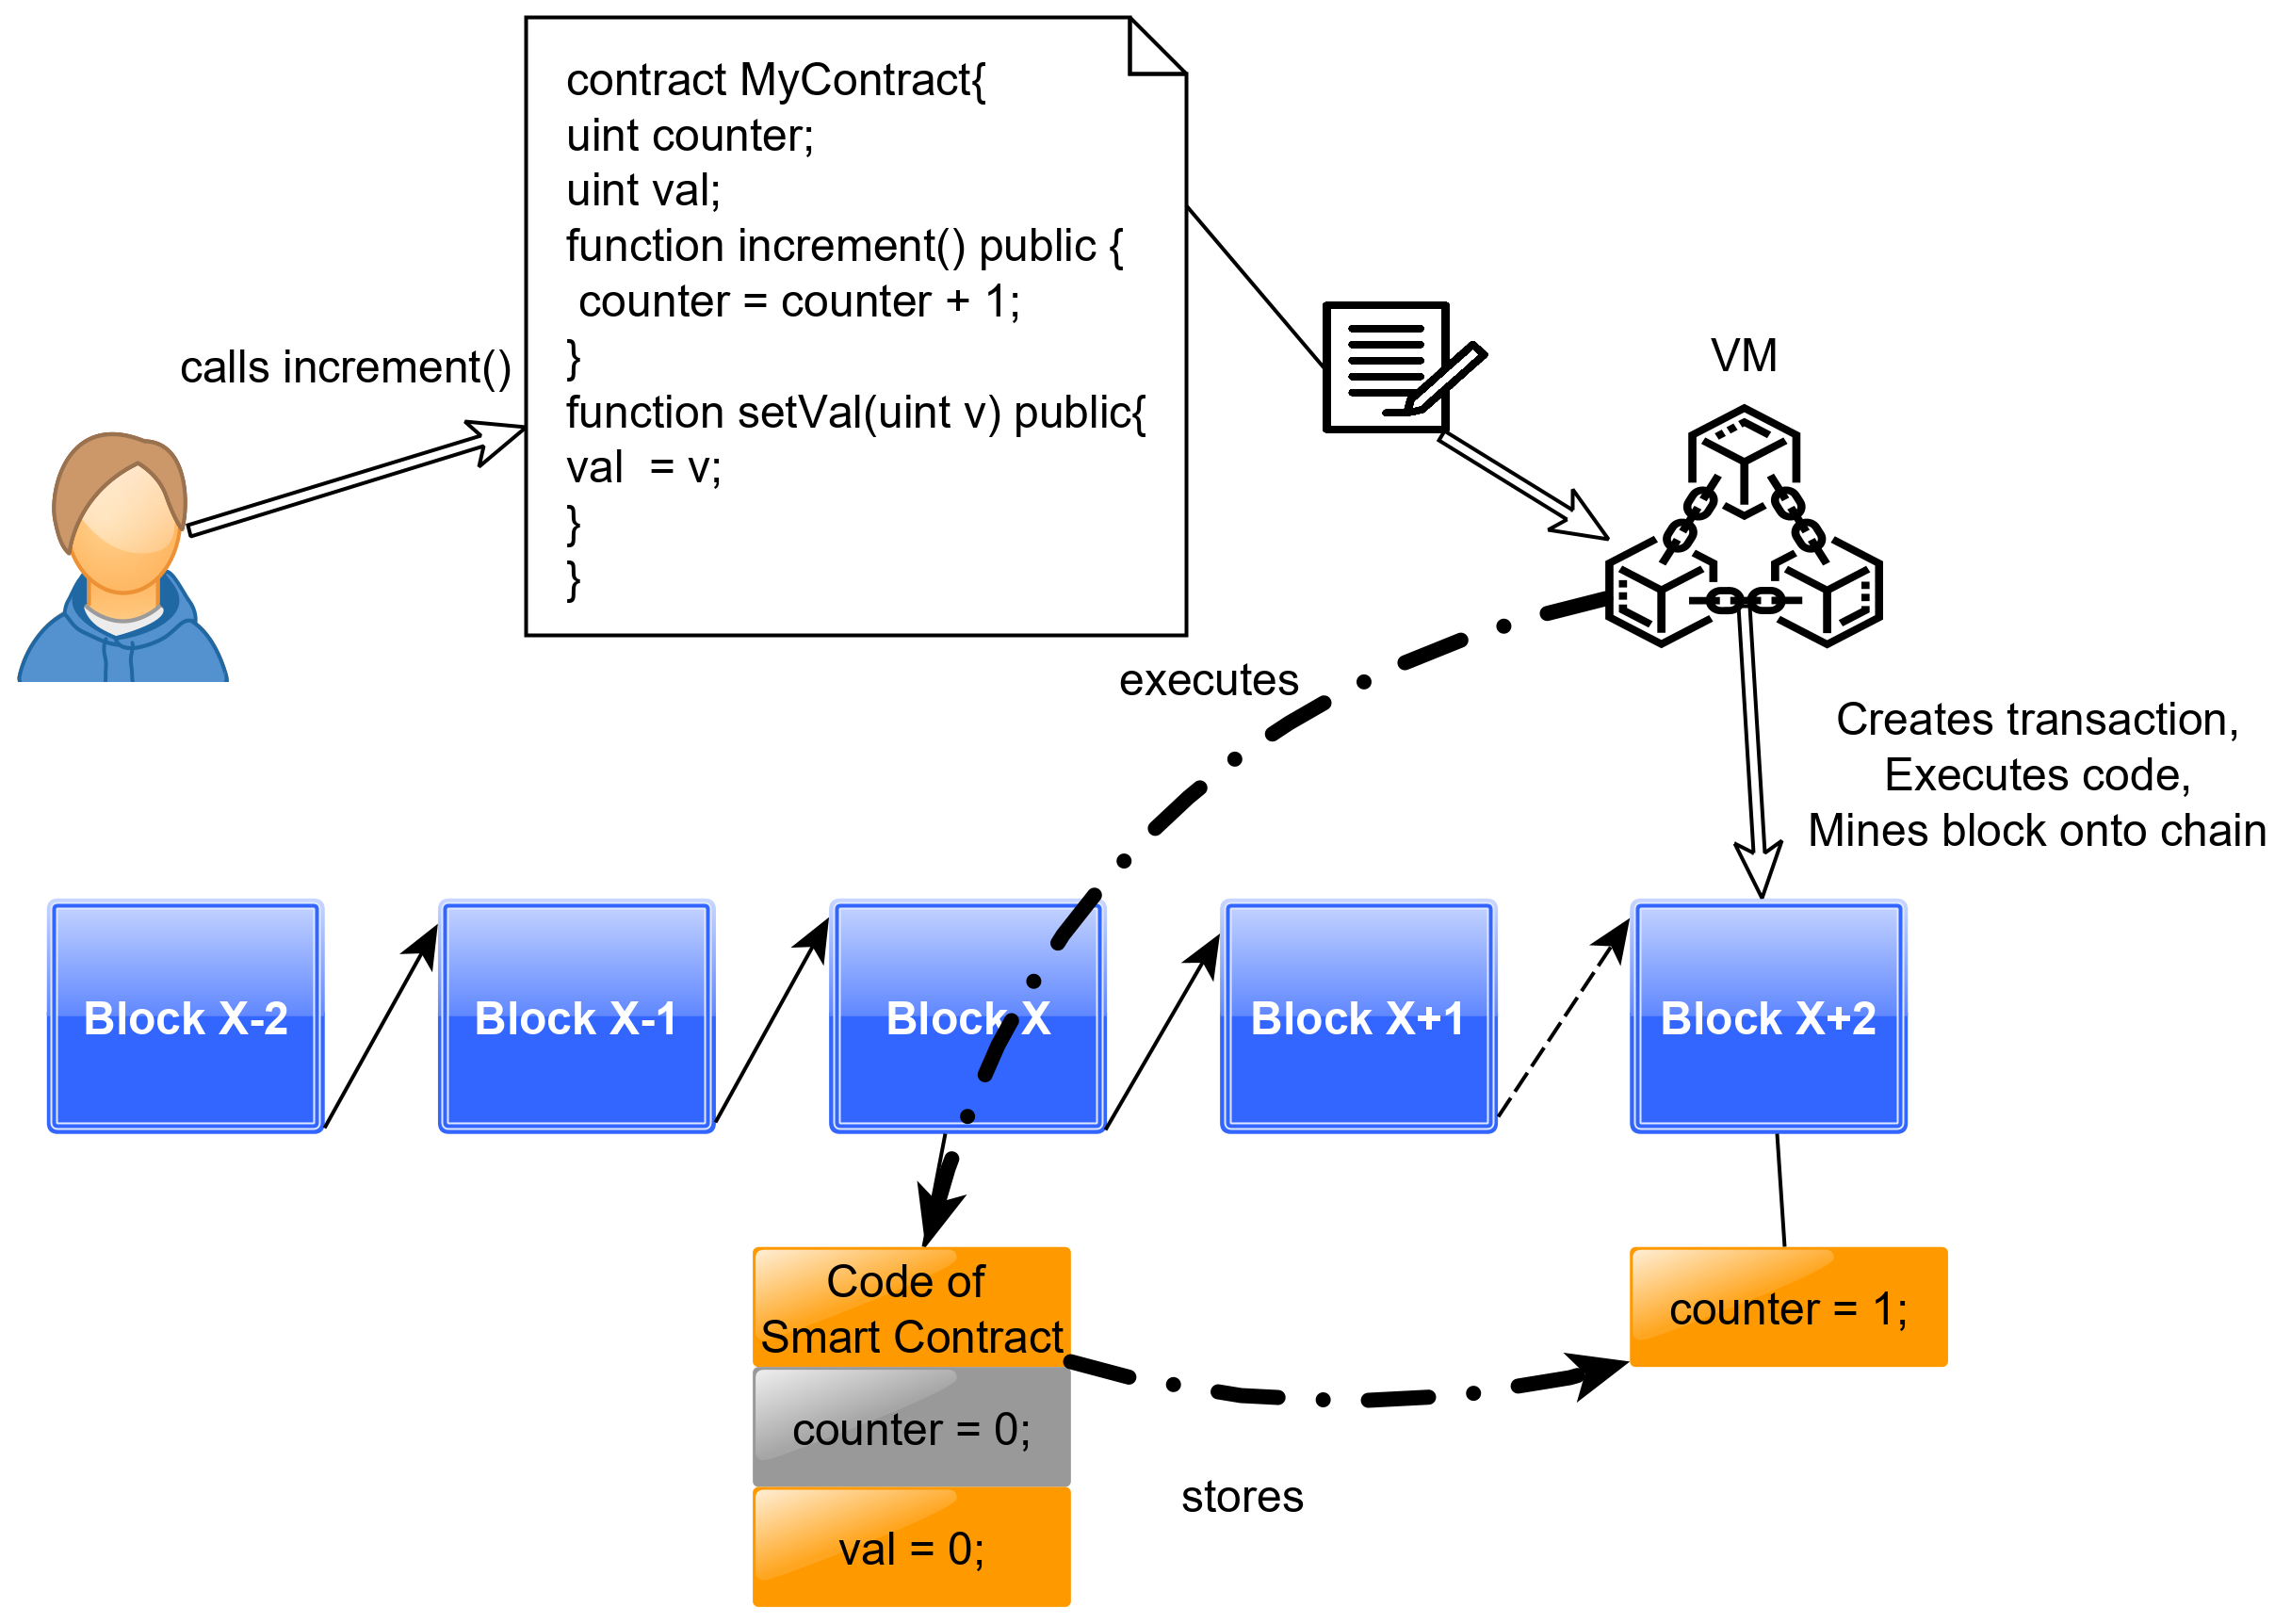 contract MyContract{
uint counter;
uint val;
function increment() public {
counter = counter + 1;
}
function setVal(uint v) public{
val  = v;
}
}
calls increment()
VM
executes
Creates transaction,
Executes code,
Mines block onto chain
Block X-2
Block X-1
Block X
Block X+1
Block X+2
Code of
Smart Contract
counter = 0;
val = 0;
counter = 1;
stores